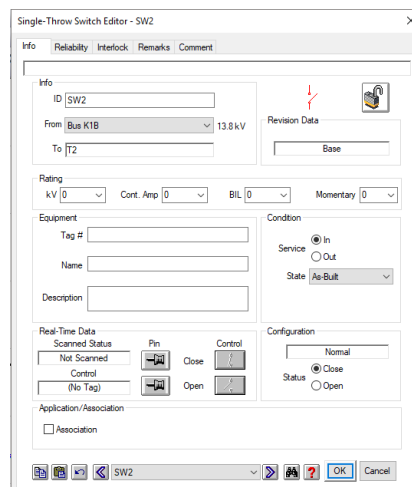 Single-Throw Switch Editor - SW2
Info Reliability Interlock Remarks Comment
Info
ID SW2
From Bus K1B 13.8 kV
To T2
Revision Data
Base
Rating
kV 0 Cont. Amp 0 BIL 0 Momentary 0
Equipment
Tag #
Name
Description
Condition
Service In
Out
State As-Built
Real-Time Data
Scanned Status Pin Control
Not Scanned Close
Control
(No Tag) Open
Configuration
Normal
Status Close
Open
Application/Association
Association
SW2 ? OK Cancel